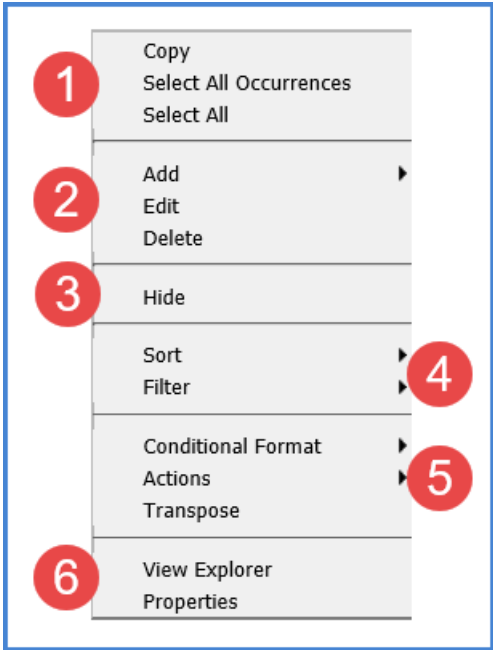 1
Copy
Select All Occurrences
Select All
2
Add
Edit
Delete
3
Hide
Sort
Filter
4
Conditional Format
Actions
5
Transpose
6
View Explorer
Properties